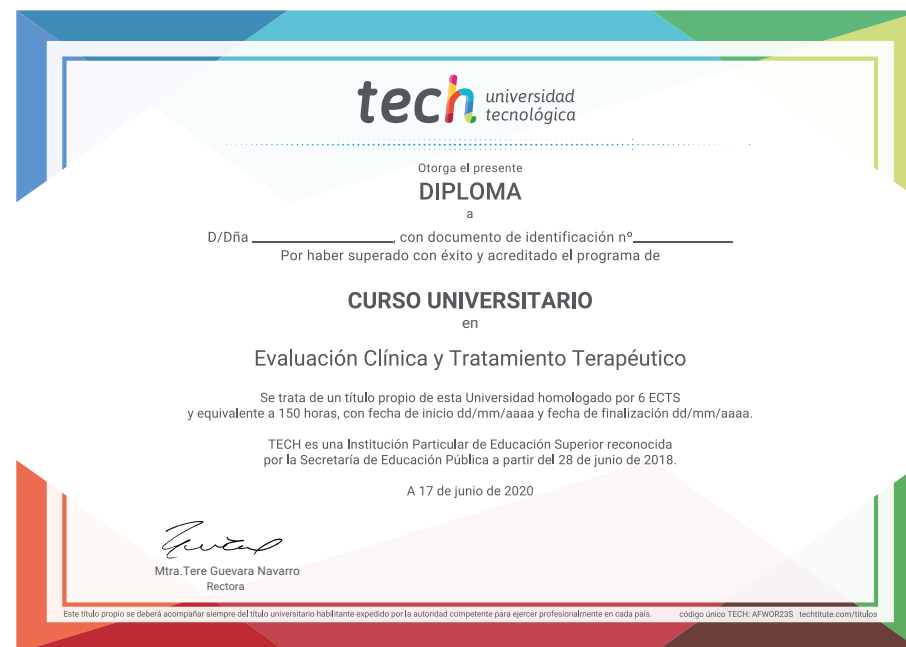 tech universidad
tecnológica
Otorga el presente
DIPLOMA
a
D/Dña ____________________, con documento de identificación nº______________
Por haber superado con éxito y acreditado el programa de
CURSO UNIVERSITARIO
en
Evaluación Clínica y Tratamiento Terapéutico
Se trata de un título propio de esta Universidad homologado por 6 ECTS
y equivalente a 150 horas, con fecha de inicio dd/mm/aaaa y fecha de finalización dd/mm/aaaa.
TECH es una Institución Particular de Educación Superior reconocida
por la Secretaría de Educación Pública a partir del 28 de junio de 2018.
A 17 de junio de 2020
Mtra.Tere Guevara Navarro
Rectora
Este título propio se deberá acompañar siempre del título universitario habilitante expedido por la autoridad competente para ejercer profesionalmente en cada país. código único TECH: AFWOR23S techtitute.com/titulos